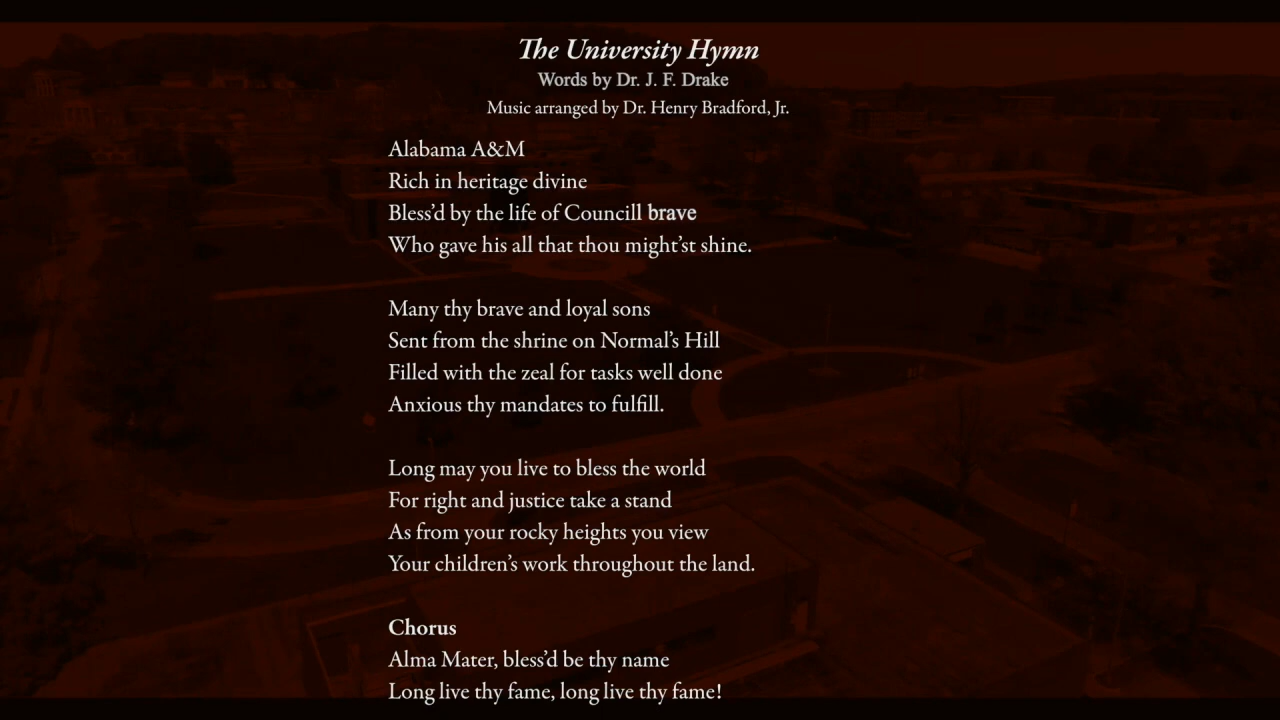 The University Hymn
Words by Dr. J. F. Drake
Music arranged by Dr. Henry Bradford, Jr.
Alabama A&M
Rich in heritage divine
Bless’d by the life of Councill brave
Who gave his all that thou might’st shine.
Many thy brave and loyal sons
Sent from the shrine on Normal’s Hill
Filled with the zeal for tasks well done
Anxious thy mandates to fulfill.
Long may you live to bless the world
For right and justice take a stand
As from your rocky heights you view
Your children’s work throughout the land.
Chorus
Alma Mater, bless’d be thy name
Long live thy fame, long live thy fame!